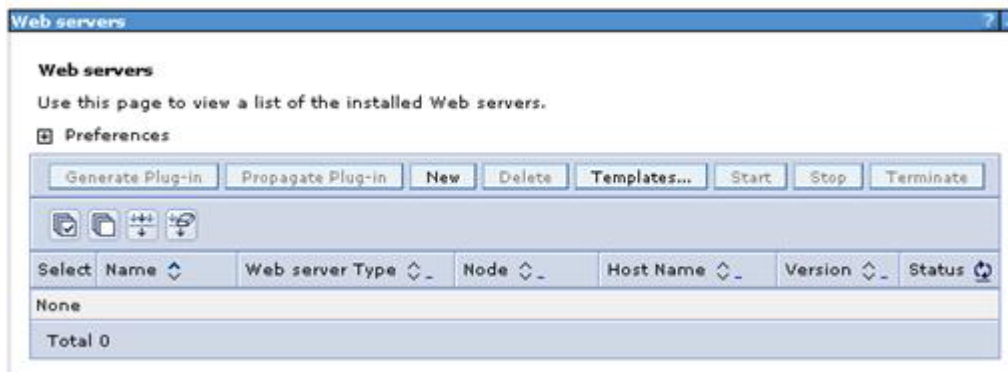 Web servers ?
Web servers
Use this page to view a list of the installed Web servers.
Preferences
Generate Plug-in Propagate Plug-in New Delete Templates... Start Stop Terminate
Select Name Web server Type Node Host Name Version Status
None
Total 0